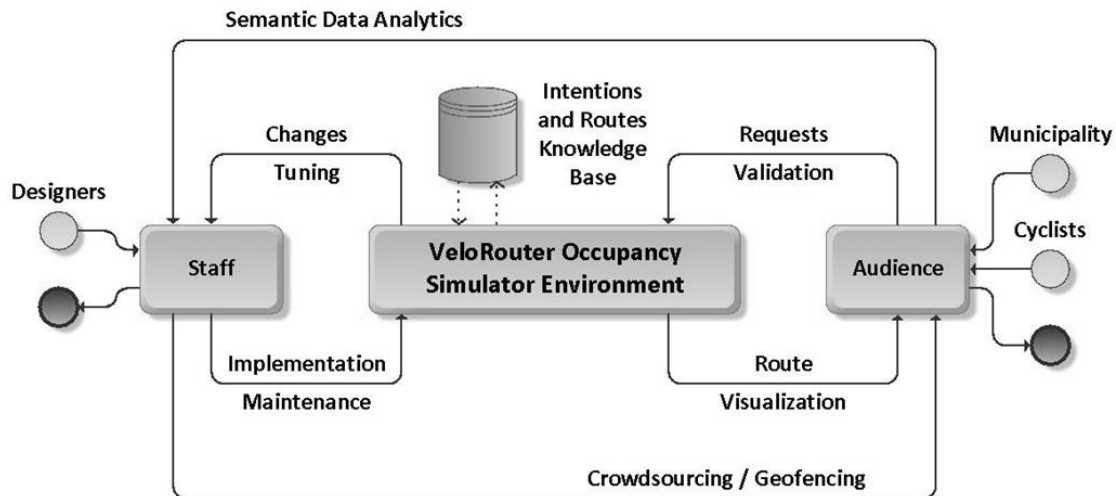 Semantic Data Analytics
Intentions
and Routes
Knowledge
Base
Changes
Tuning
Requests
Validation
Municipality
Designers
Cyclists
Staff
VeloRouter Occupancy
Simulator Environment
Audience
Implementation
Maintenance
Route
Visualization
Crowdsourcing / Geofencing